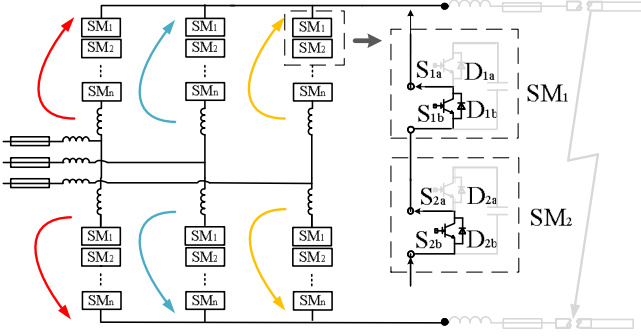 SM1 SM1 SM1
SM2 SM2 SM2
SMn SMn SMn
S1a D1a
SM1
S1b D1b
S2a D2a
SM2
S2b D2b
SM1 SM1 SM1
SM2 SM2 SM2
SMn SMn SMn